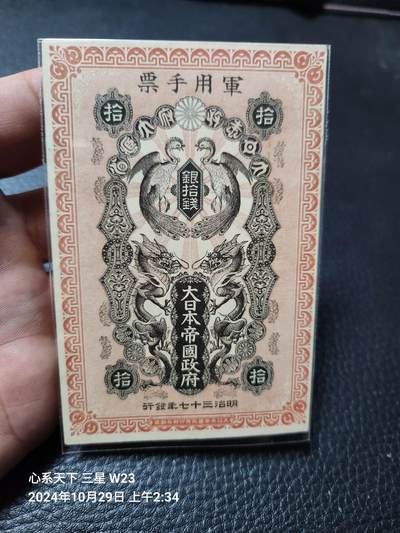 票手用軍
拾
拾
銀拾錢
大日本帝國政府
拾
拾
行發年七十三治明
心系天下 三星 W23
2024年10月29日 上午2:34